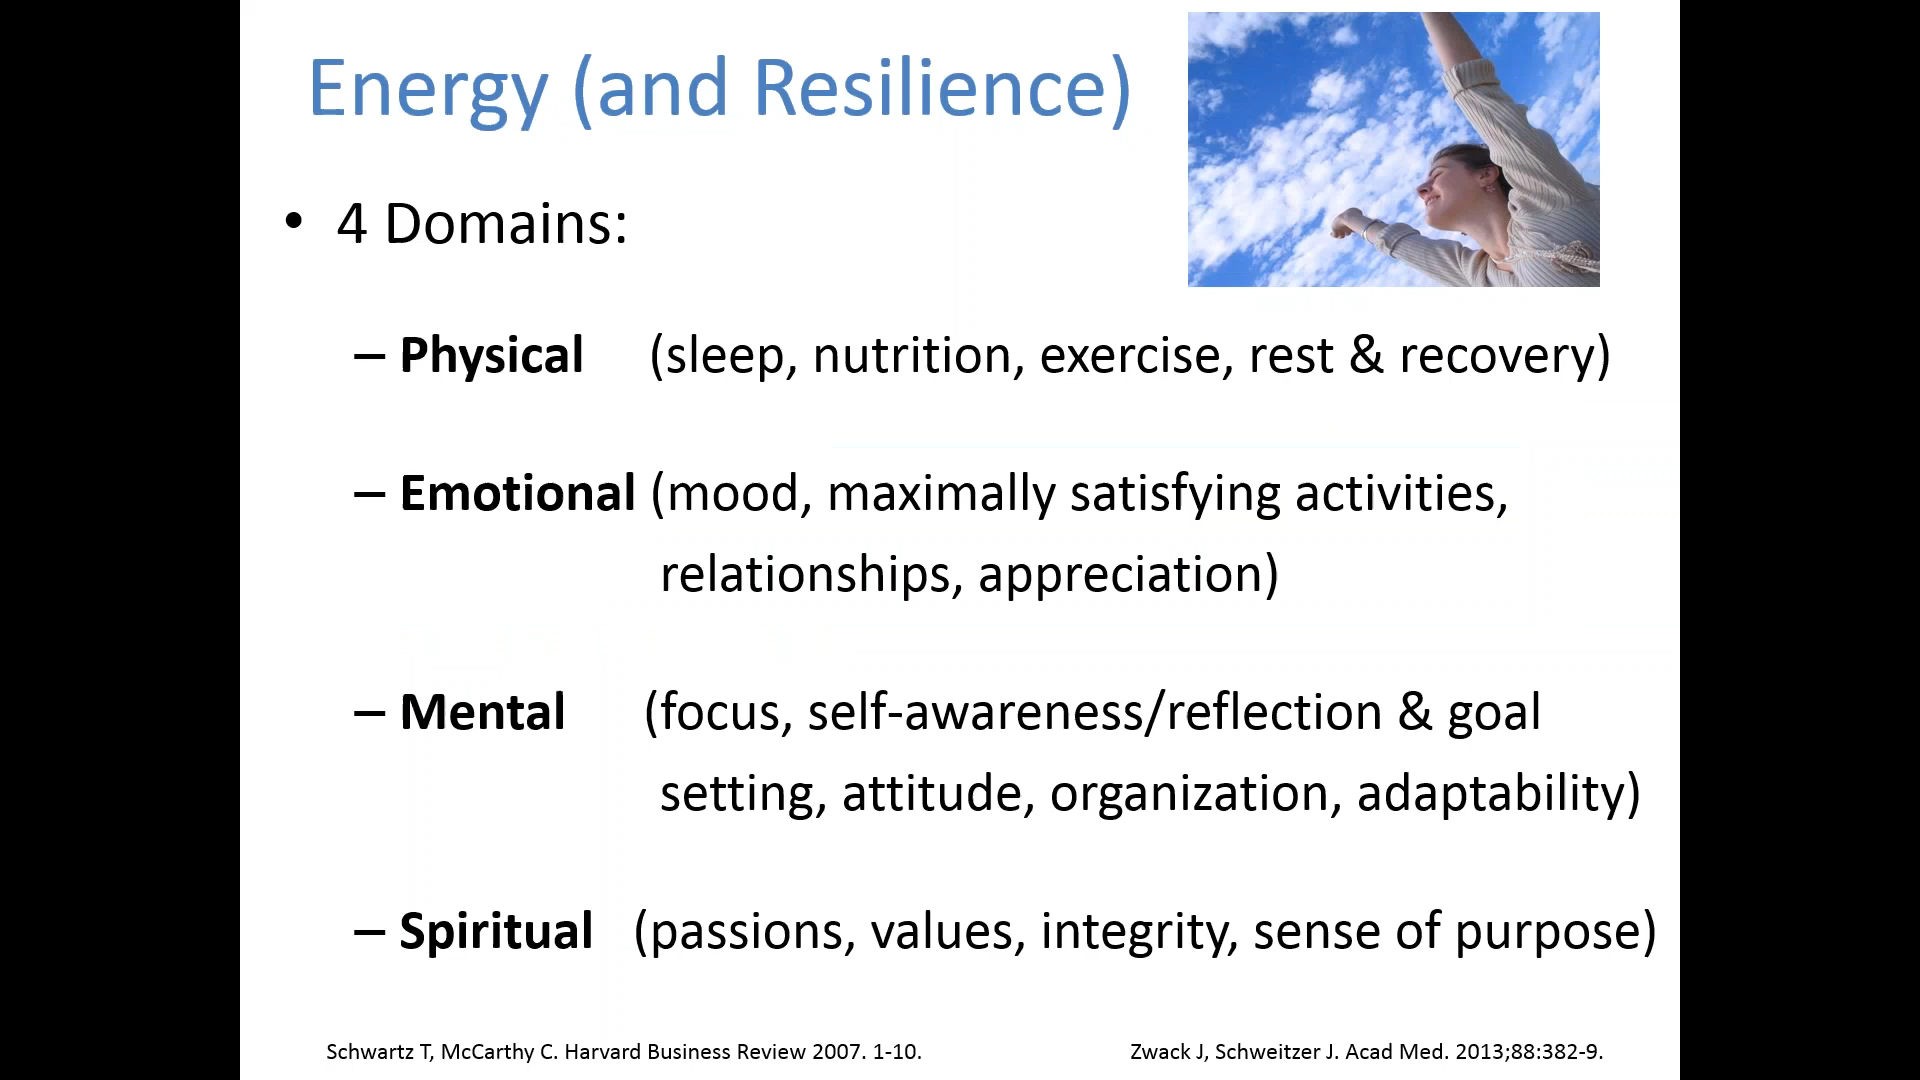 Energy (and Resilience)
• 4 Domains:
– Physical (sleep, nutrition, exercise, rest & recovery)
– Emotional (mood, maximally satisfying activities,
relationships, appreciation)
– Mental (focus, self-awareness/reflection & goal
setting, attitude, organization, adaptability)
– Spiritual (passions, values, integrity, sense of purpose)
Schwartz T, McCarthy C. Harvard Business Review 2007. 1-10.
Zwack J, Schweitzer J. Acad Med. 2013;88:382-9.